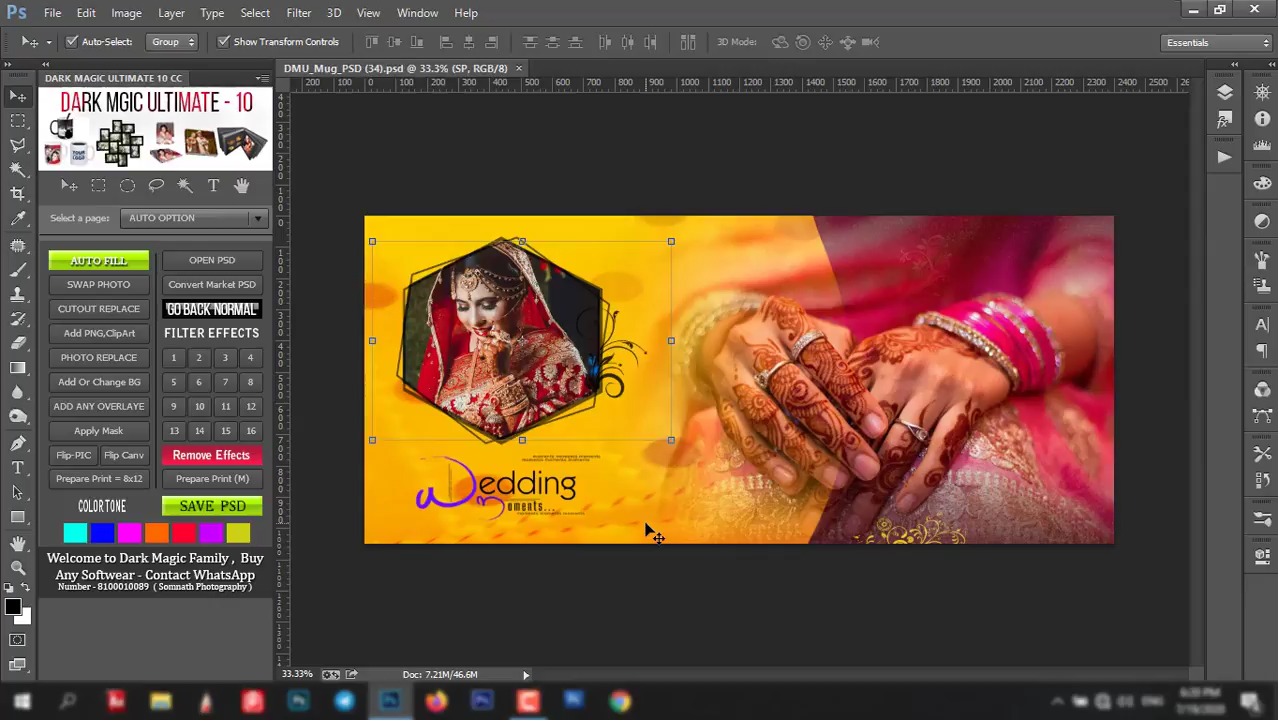 Ps File Edit Image Layer Type Select Filter 3D View Window Help
Auto-Select: Group Show Transform Controls 3D Mode: Essentials
DARK MAGIC ULTIMATE 10 CC
DMU_Mug_PSD (34).psd @ 33.3% (SP, RGB/8) ×
DARK MGIC ULTIMATE - 10
Select a page: AUTO OPTION
AUTO FILL OPEN PSD
SWAP PHOTO Convert Market PSD
CUTOUT REPLACE GO BACK NORMAL
Add PNG,ClipArt FILTER EFFECTS
PHOTO REPLACE 1 2 3 4
Add Or Change BG 5 6 7 8
ADD ANY OVERLAYE 9 10 11 12
Apply Mask 13 14 15 16
Flip-PIC Flip Canv Remove Effects
Prepare Print = 8x12 Prepare Print (M)
COLOR TONE SAVE PSD
Welcome to Dark Magic Family , Buy
Any Softwear - Contact WhatsApp
Number - 8100010089 ( Somnath Photography )
Wedding
moments...
33.33% Doc: 7.21M/46.6M